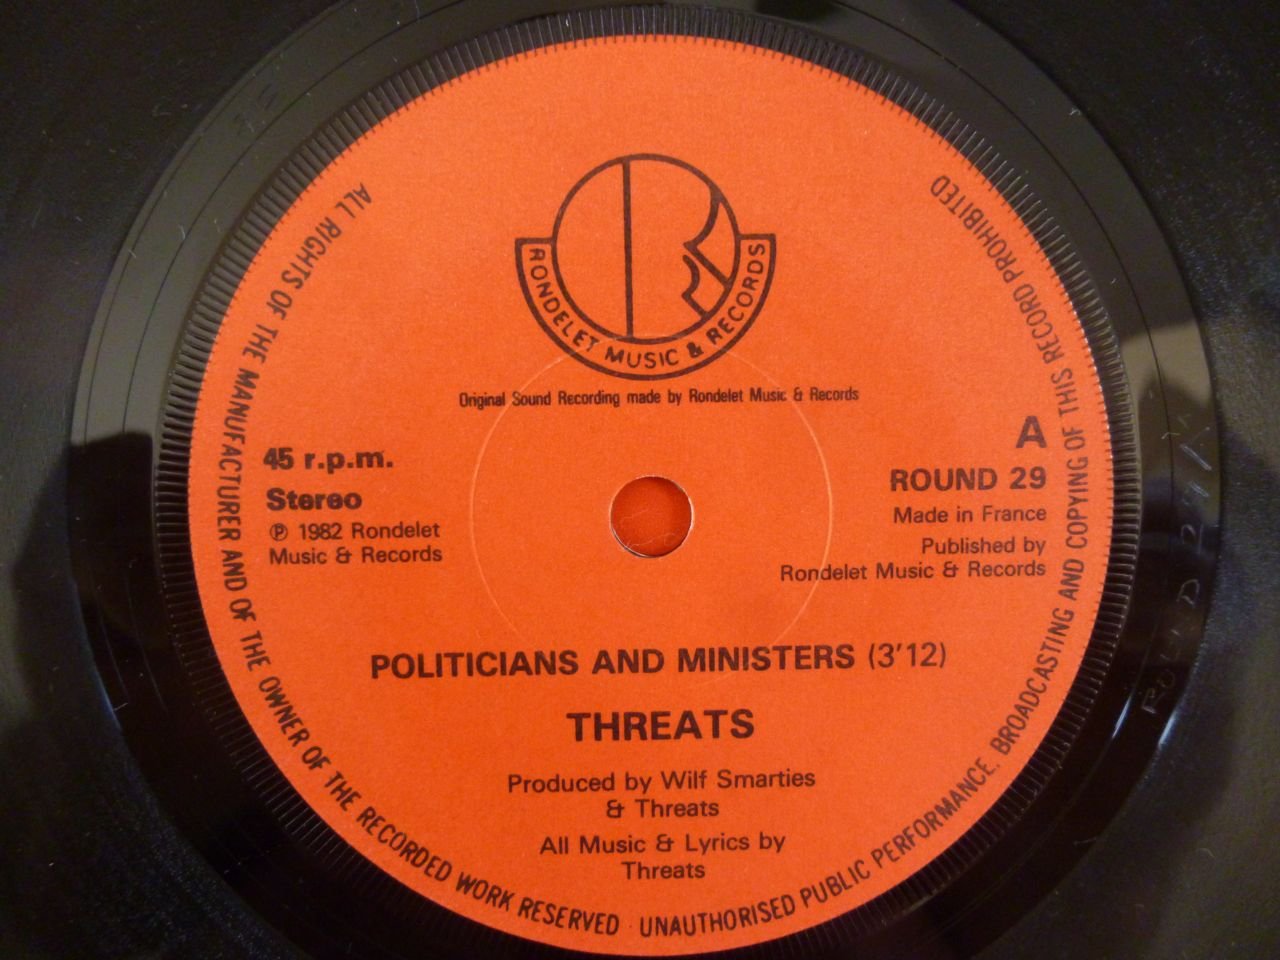 RONDELET MUSIC & RECORDS
Original Sound Recording made by Rondelet Music & Records
45 r.p.m.
Stereo
℗ 1982 Rondelet
Music & Records
A
ROUND 29
Made in France
Published by
Rondelet Music & Records
POLITICIANS AND MINISTERS (3'12)
THREATS
Produced by Wilf Smarties
& Threats
All Music & Lyrics by
Threats
ALL RIGHTS OF THE MANUFACTURER AND OF THE OWNER OF THE RECORDED WORK RESERVED · UNAUTHORISED PUBLIC PERFORMANCE. BROADCASTING AND COPYING OF THIS RECORD PROHIBITED